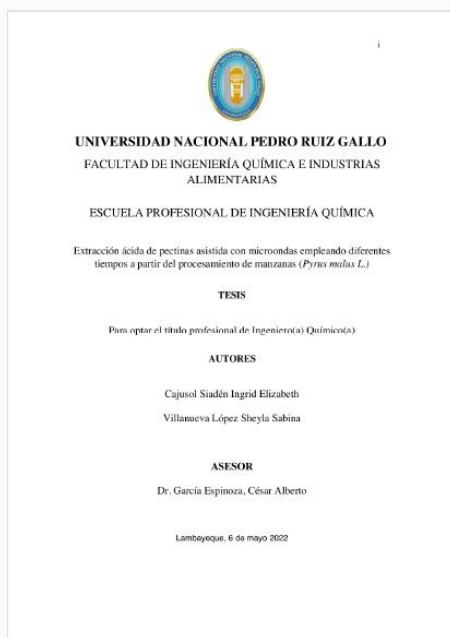 i
UNIVERSIDAD NACIONAL PEDRO RUIZ GALLO
FACULTAD DE INGENIERÍA QUÍMICA E INDUSTRIAS
ALIMENTARIAS
ESCUELA PROFESIONAL DE INGENIERÍA QUÍMICA
Extracción ácida de pectinas asistida con microondas empleando diferentes
tiempos a partir del procesamiento de manzanas (Pyrus malus L.)
TESIS
Para optar el título profesional de Ingeniero(a) Químico(a)
AUTORES
Cajusol Siadén Ingrid Elizabeth
Villanueva López Sheyla Sabina
ASESOR
Dr. García Espinoza, César Alberto
Lambayeque, 6 de mayo 2022